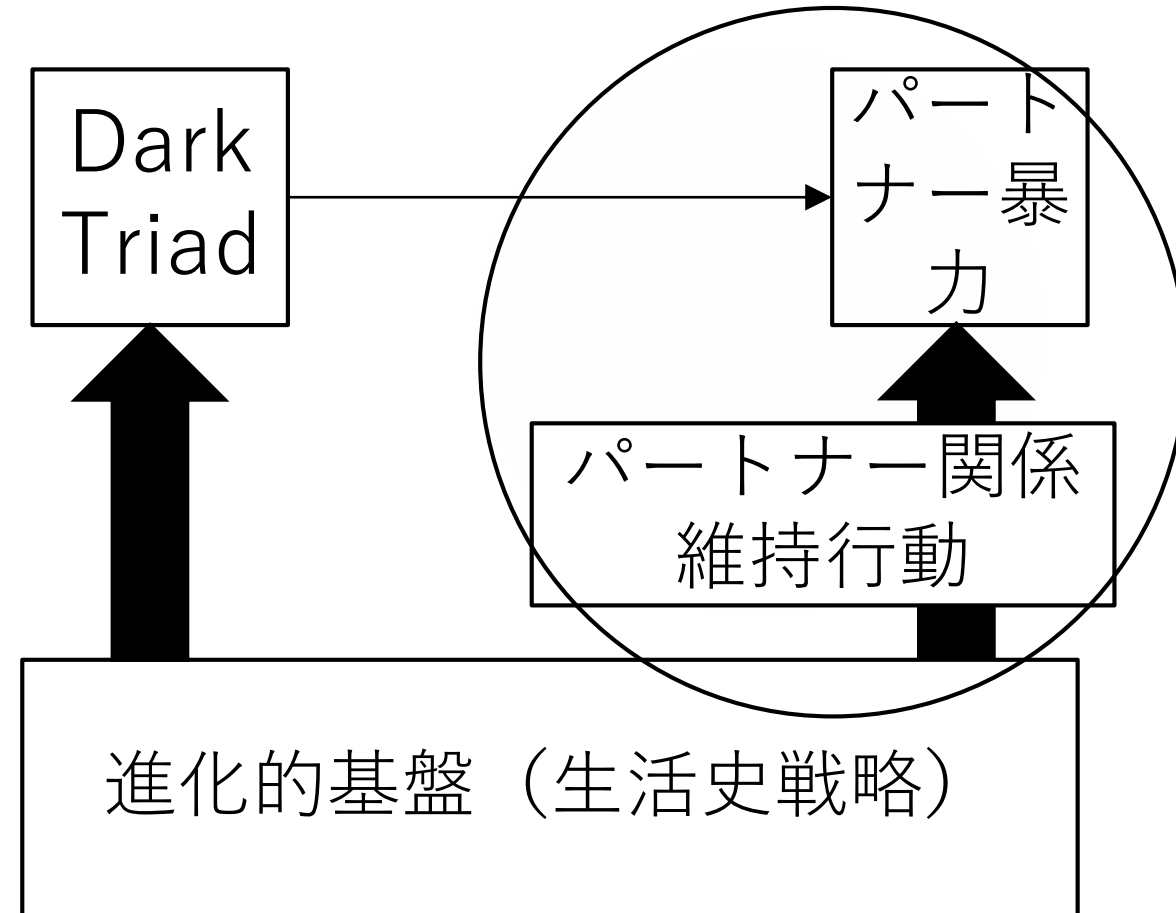 Dark
Triad
パート
ナー暴
力
パートナー関係
維持行動
進化的基盤（生活史戦略）